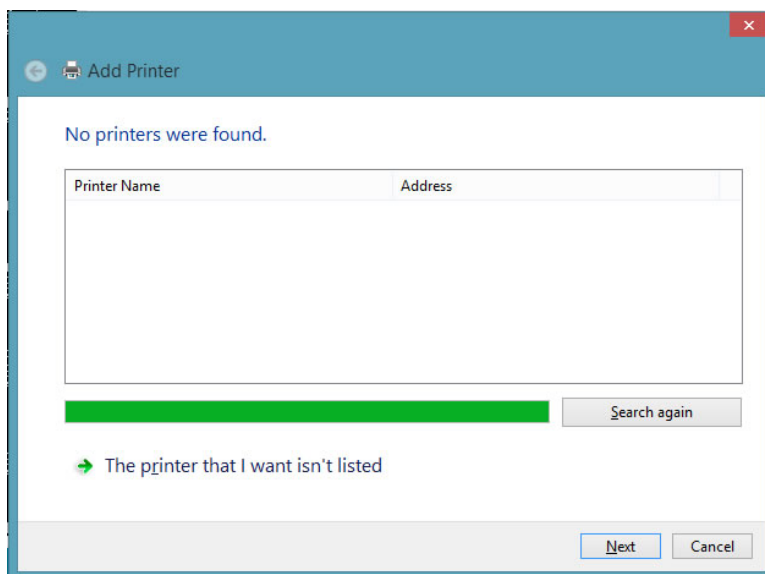 Add Printer
No printers were found.
Printer Name Address
Search again
The printer that I want isn't listed
Next Cancel